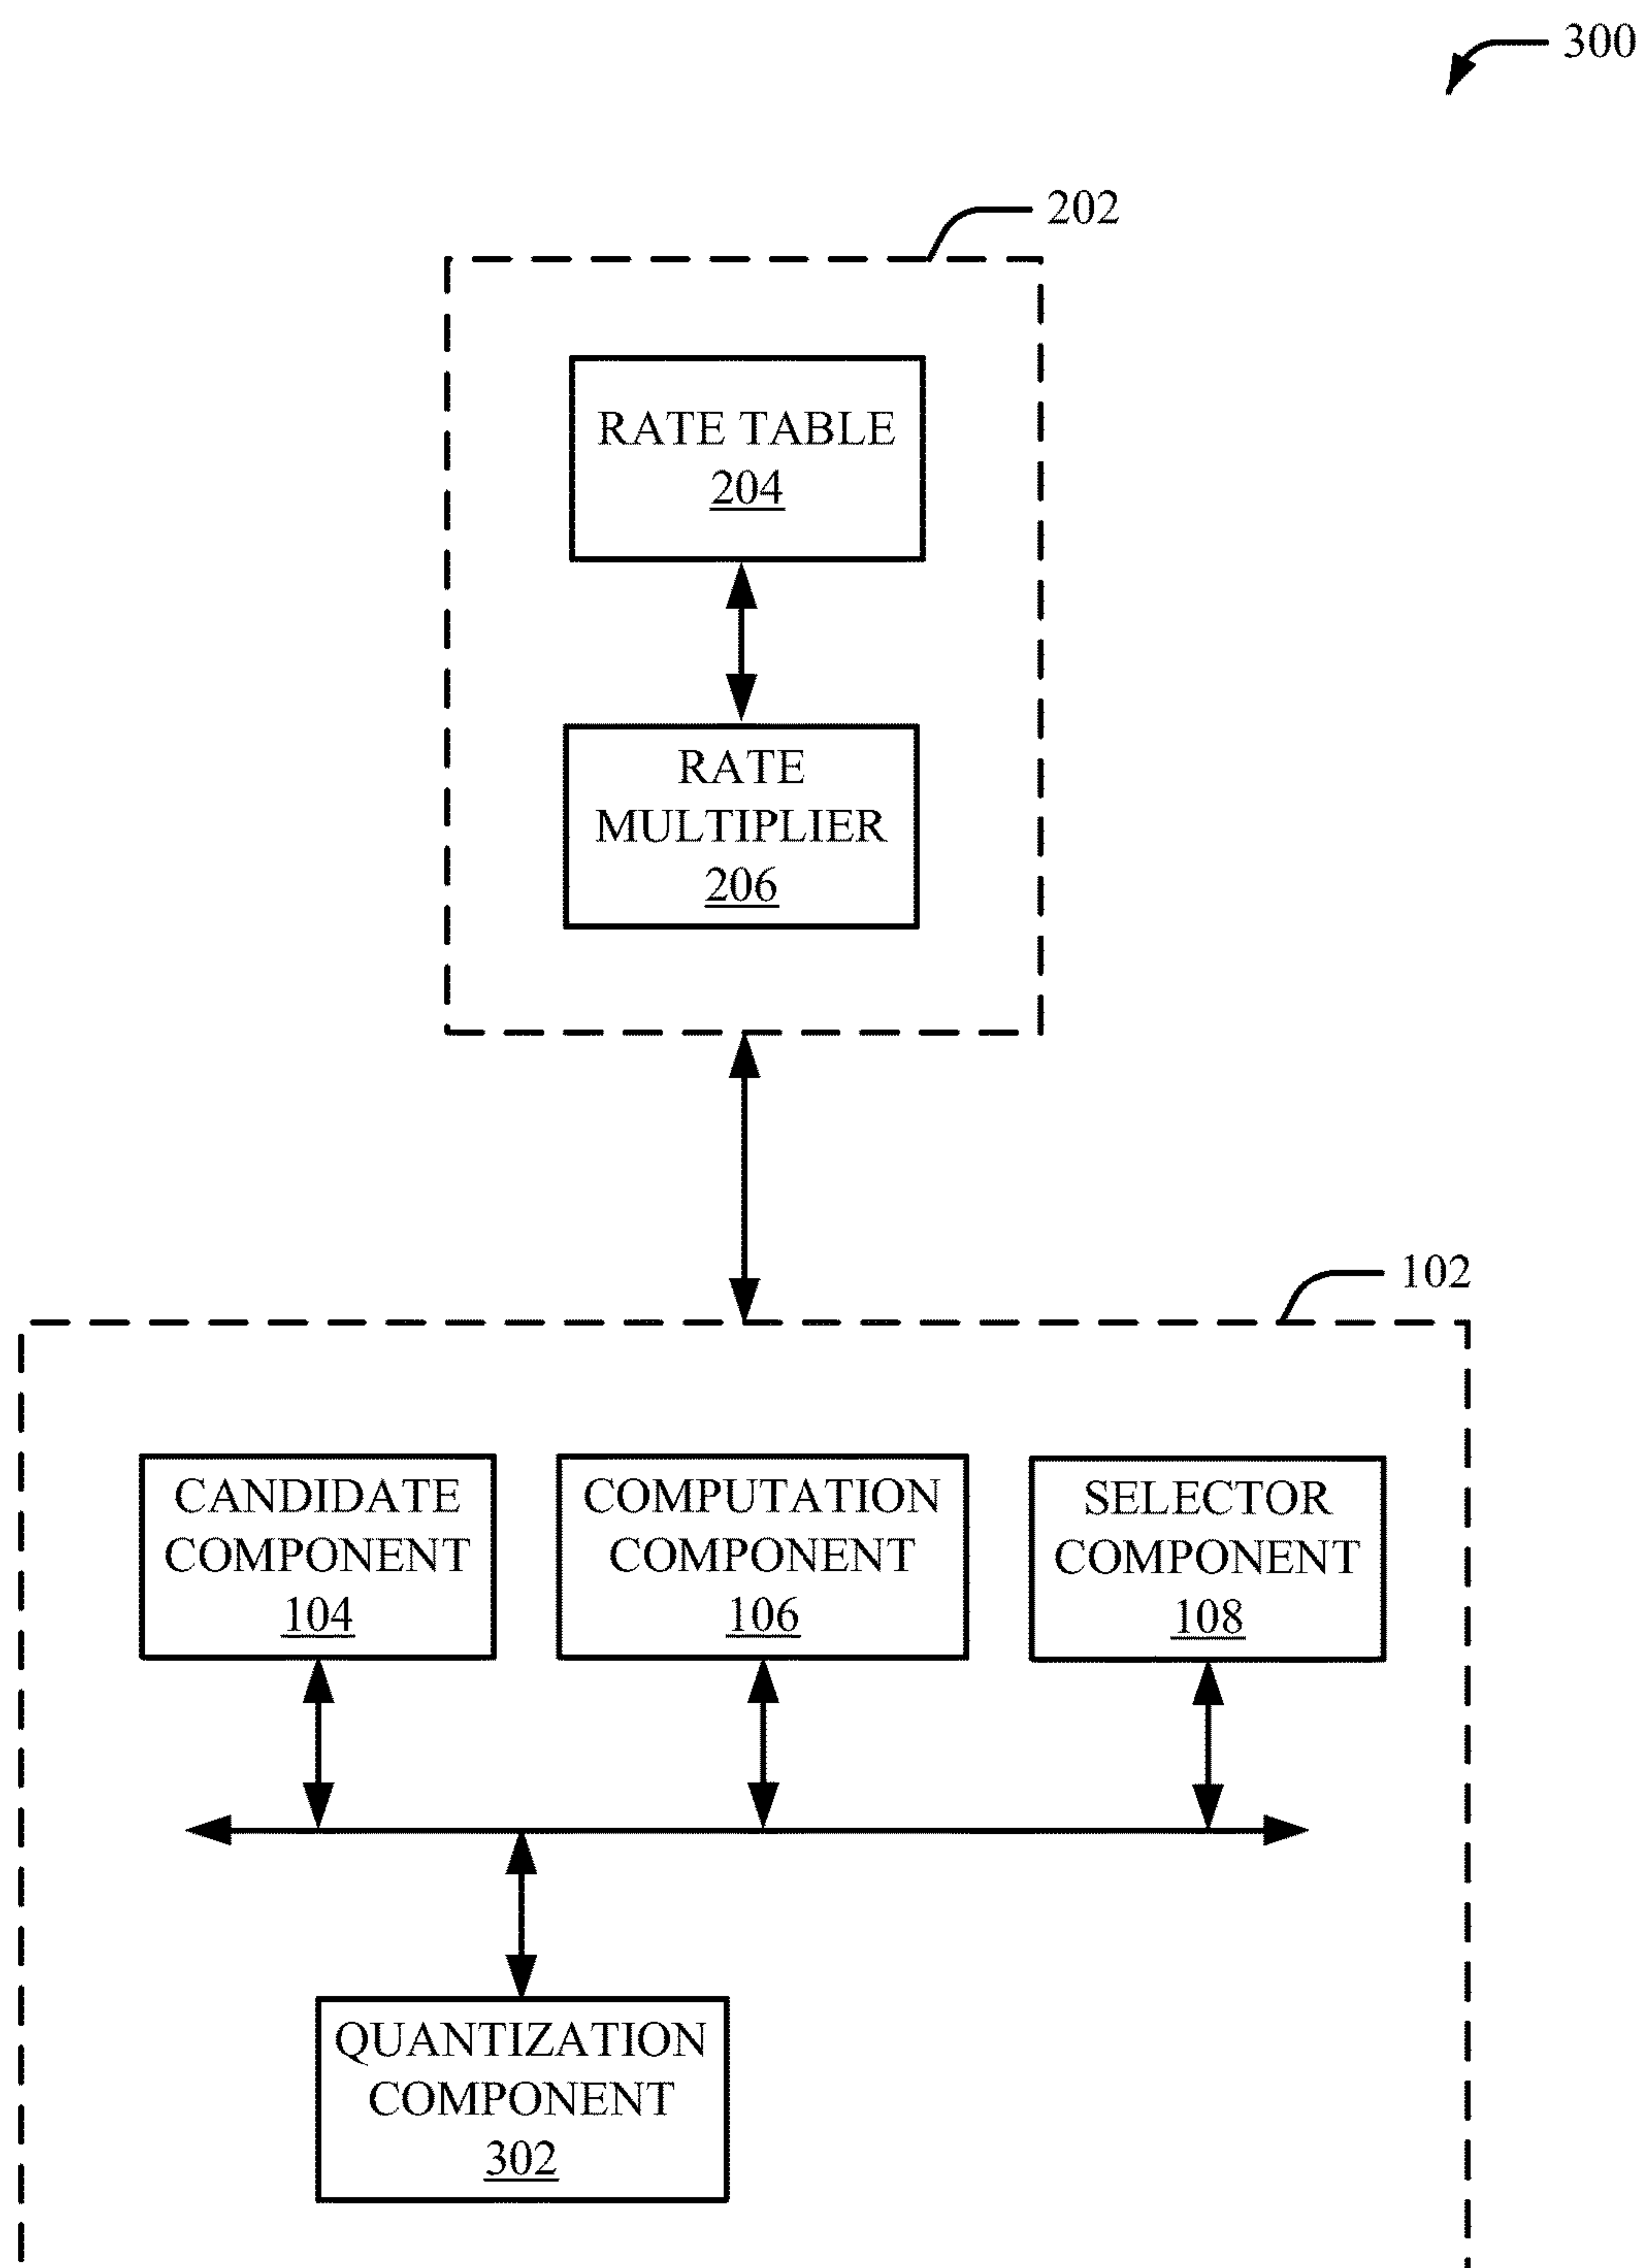 300
202
RATE TABLE
204
RATE
MULTIPLIER
206
102
CANDIDATE
COMPONENT
104
COMPUTATION
COMPONENT
106
SELECTOR
COMPONENT
108
QUANTIZATION
COMPONENT
302